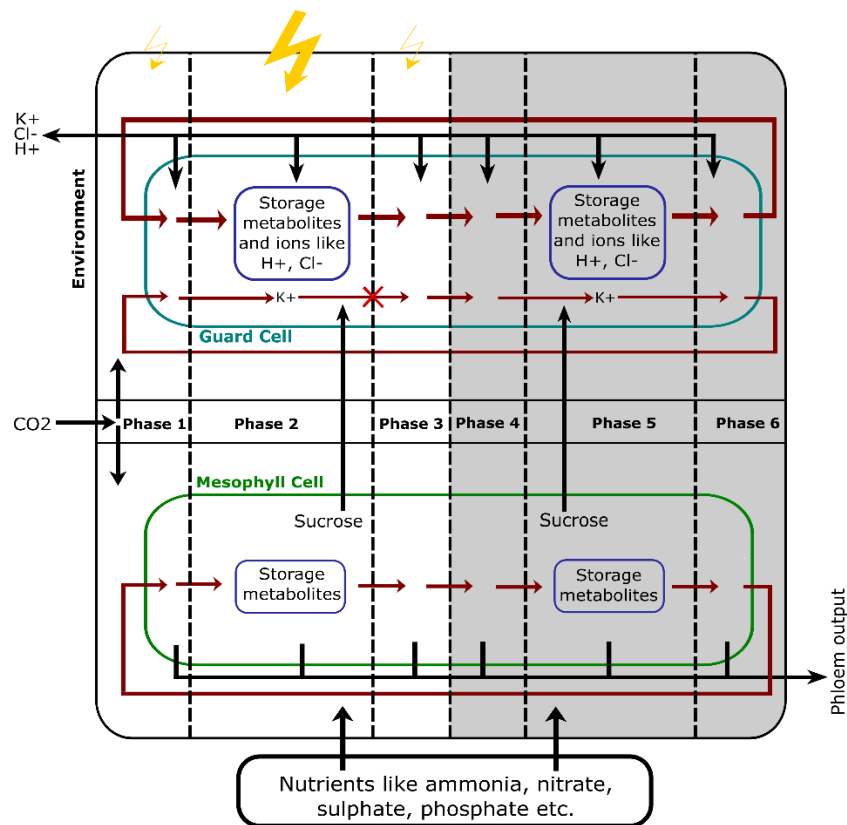 K+
Cl-
H+
Environment
Storage
metabolites
and ions like
H+, Cl-
Storage
metabolites
and ions like
H+, Cl-
K+
K+
Guard Cell
CO2
Phase 1
Phase 2
Phase 3
Phase 4
Phase 5
Phase 6
Mesophyll Cell
Sucrose
Sucrose
Storage
metabolites
Storage
metabolites
Phloem output
Nutrients like ammonia, nitrate,
sulphate, phosphate etc.